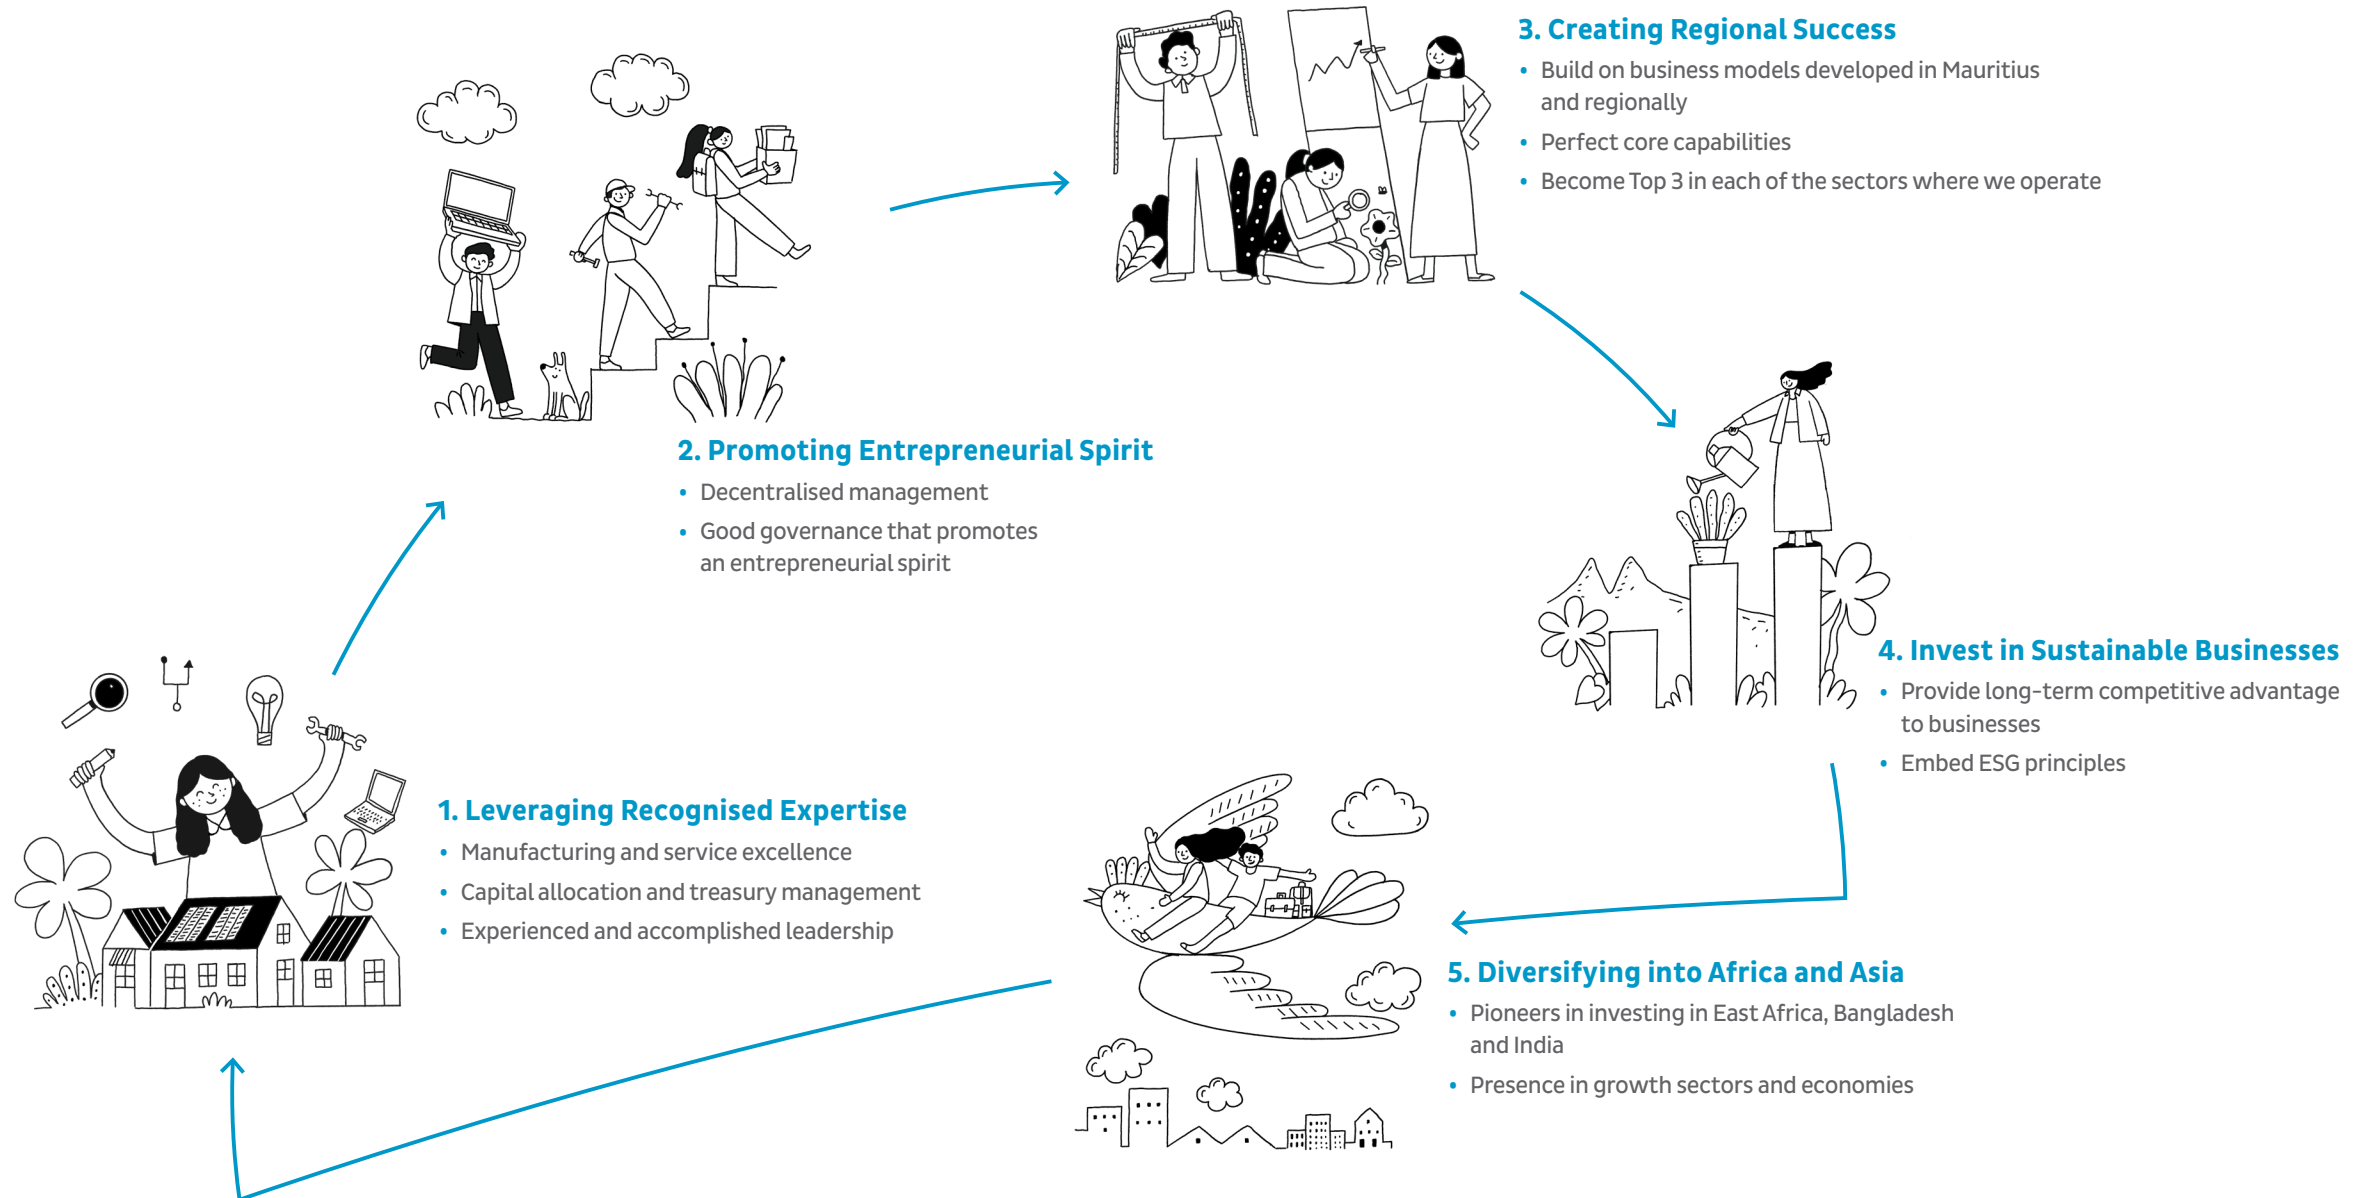 1. Leveraging Recognised Expertise
• Manufacturing and service excellence
• Capital allocation and treasury management
• Experienced and accomplished leadership
2. Promoting Entrepreneurial Spirit
• Decentralised management
• Good governance that promotes
an entrepreneurial spirit
3. Creating Regional Success
• Build on business models developed in Mauritius
and regionally
• Perfect core capabilities
• Become Top 3 in each of the sectors where we operate
4. Invest in Sustainable Businesses
• Provide long-term competitive advantage
to businesses
• Embed ESG principles
5. Diversifying into Africa and Asia
• Pioneers in investing in East Africa, Bangladesh
and India
• Presence in growth sectors and economies